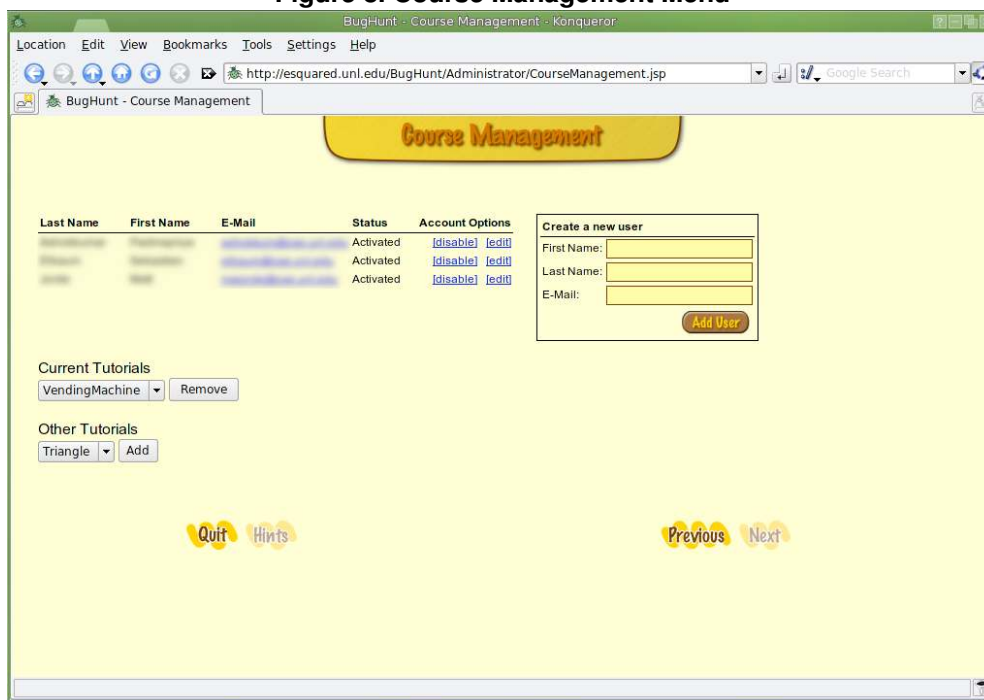 Figure 8. Course Management Menu
BugHunt - Course Management - Konqueror
Location Edit View Bookmarks Tools Settings Help
http://esquared.unl.edu/BugHunt/Administrator/CourseManagement.jsp
Google Search
BugHunt - Course Management
Course Management
Last Name First Name E-Mail Status Account Options
Activated [disable] [edit]
Activated [disable] [edit]
Activated [disable] [edit]
Create a new user
First Name:
Last Name:
E-Mail:
Add User
Current Tutorials
VendingMachine Remove
Other Tutorials
Triangle Add
Quit Hints Previous Next